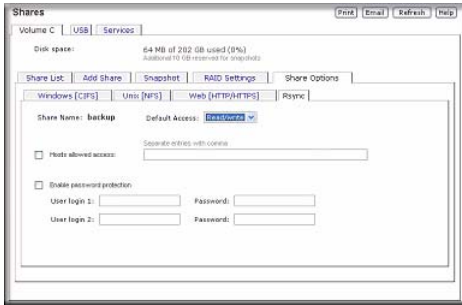 Shares
Print Email Refresh Help
Volume C USB Services
Disk space: 64 MB of 202 GB used (0%)
Additional 10 GB reserved for snapshots
Share List Add Share Snapshot RAID Settings Share Options
Windows [CIFS] Unix [NFS] Web [HTTP/HTTPS] Rsync
Share Name: backup Default Access: Read/write
Separate entries with comma
Hosts allowed access:
Enable password protection
User login 1: Password:
User login 2: Password: